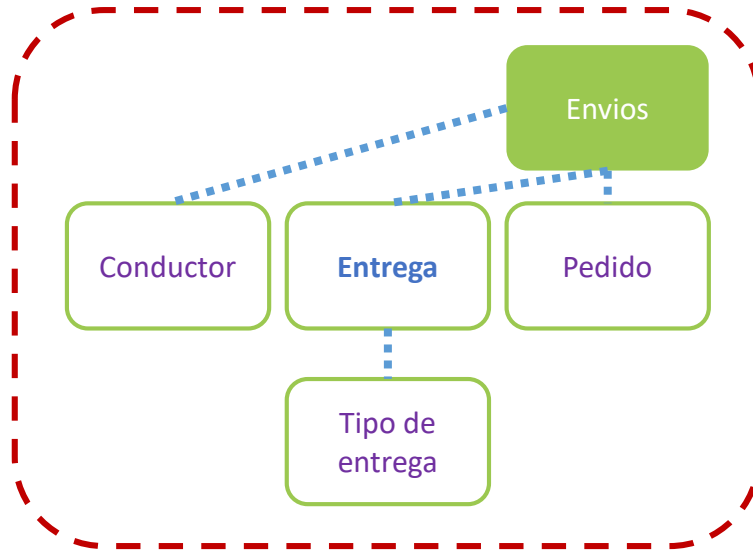 Envios
Conductor
Entrega
Pedido
Tipo de
entrega